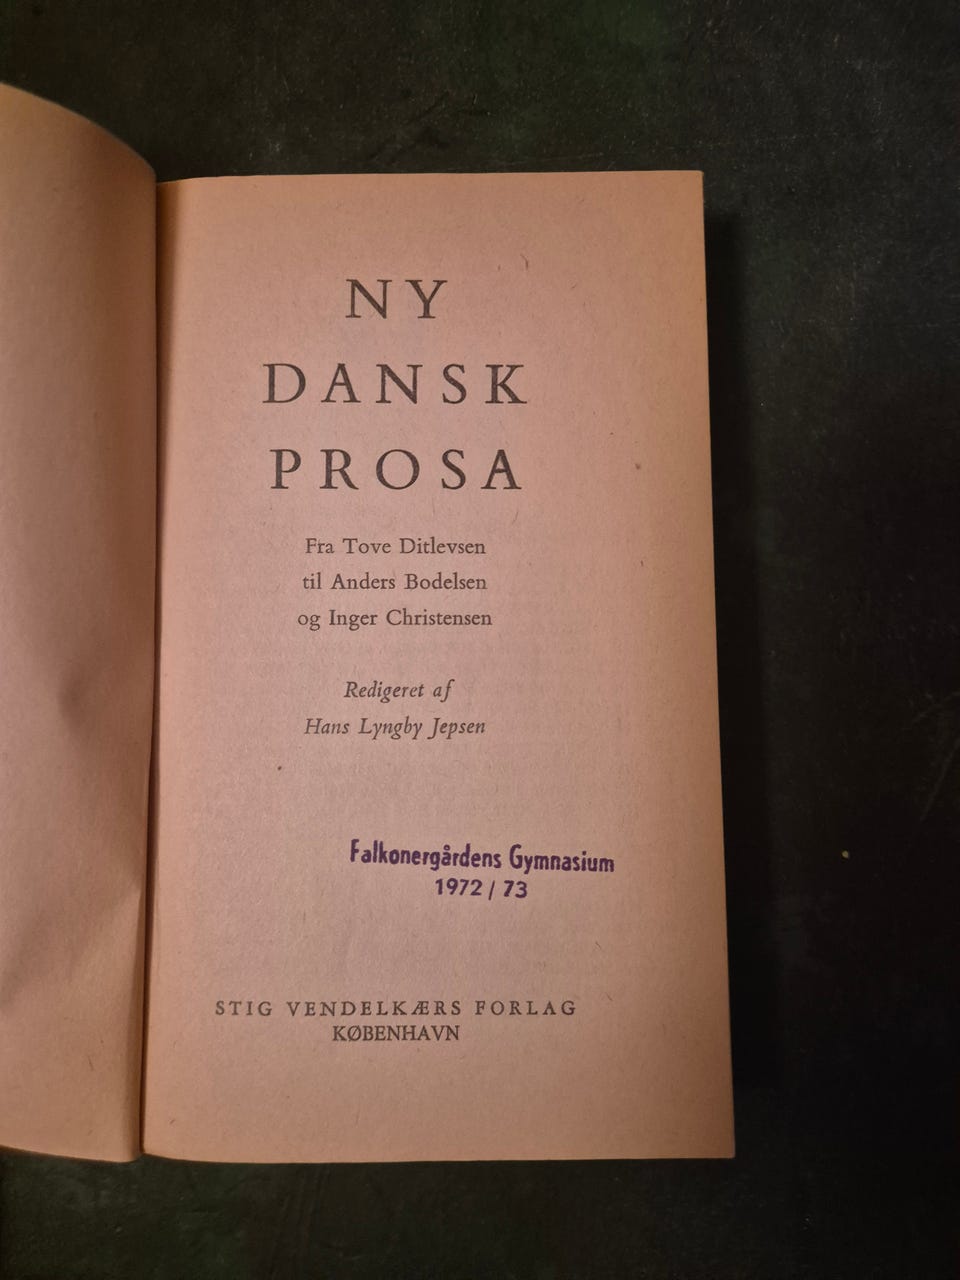 NY
DANSK
PROSA
Fra Tove Ditlevsen
til Anders Bodelsen
og Inger Christensen
Redigeret af
Hans Lyngby Jepsen
Falkonergårdens Gymnasium
1972 / 73
STIG VENDELKÆRS FORLAG
KØBENHAVN